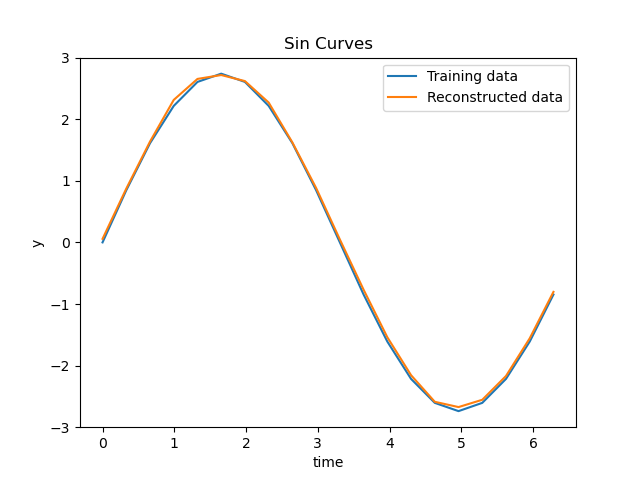 Sin Curves
Training data
Reconstructed data
3
2
1
0
−1
−2
−3
y
0 1 2 3 4 5 6
time